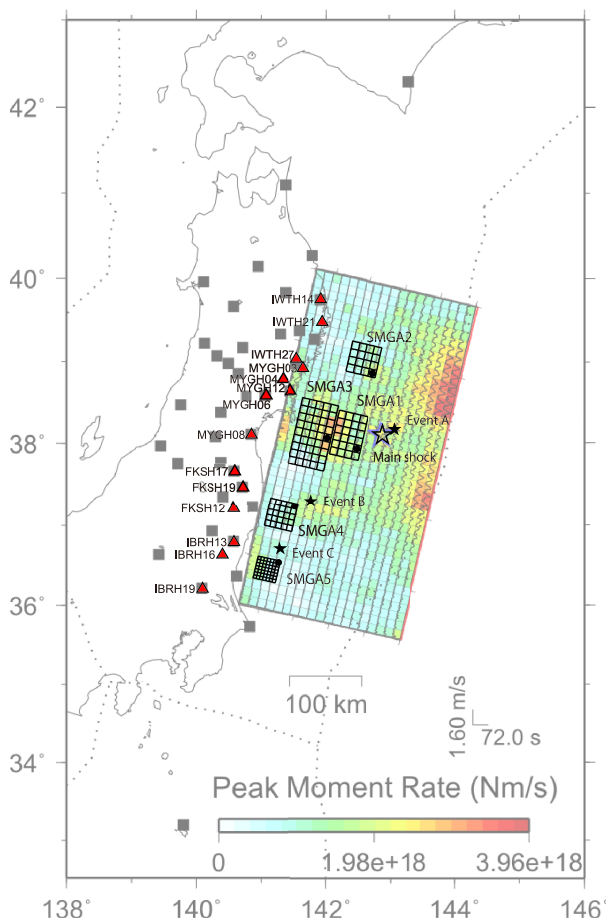 42°
40°
38°
36°
34°
IWTH14
IWTH21
SMGA2
IWTH27
MYGH03
MYGH04
MYGH12
SMGA3
MYGH06
SMGA1
Event A
MYGH08
Main shock
FKSH17
FKSH19
Event B
FKSH12
SMGA4
IBRH13
Event C
IBRH16
SMGA5
IBRH19
100 km
1.60 m/s
72.0 s
Peak Moment Rate (Nm/s)
0 1.98e+18 3.96e+18
138° 140° 142° 144° 146°